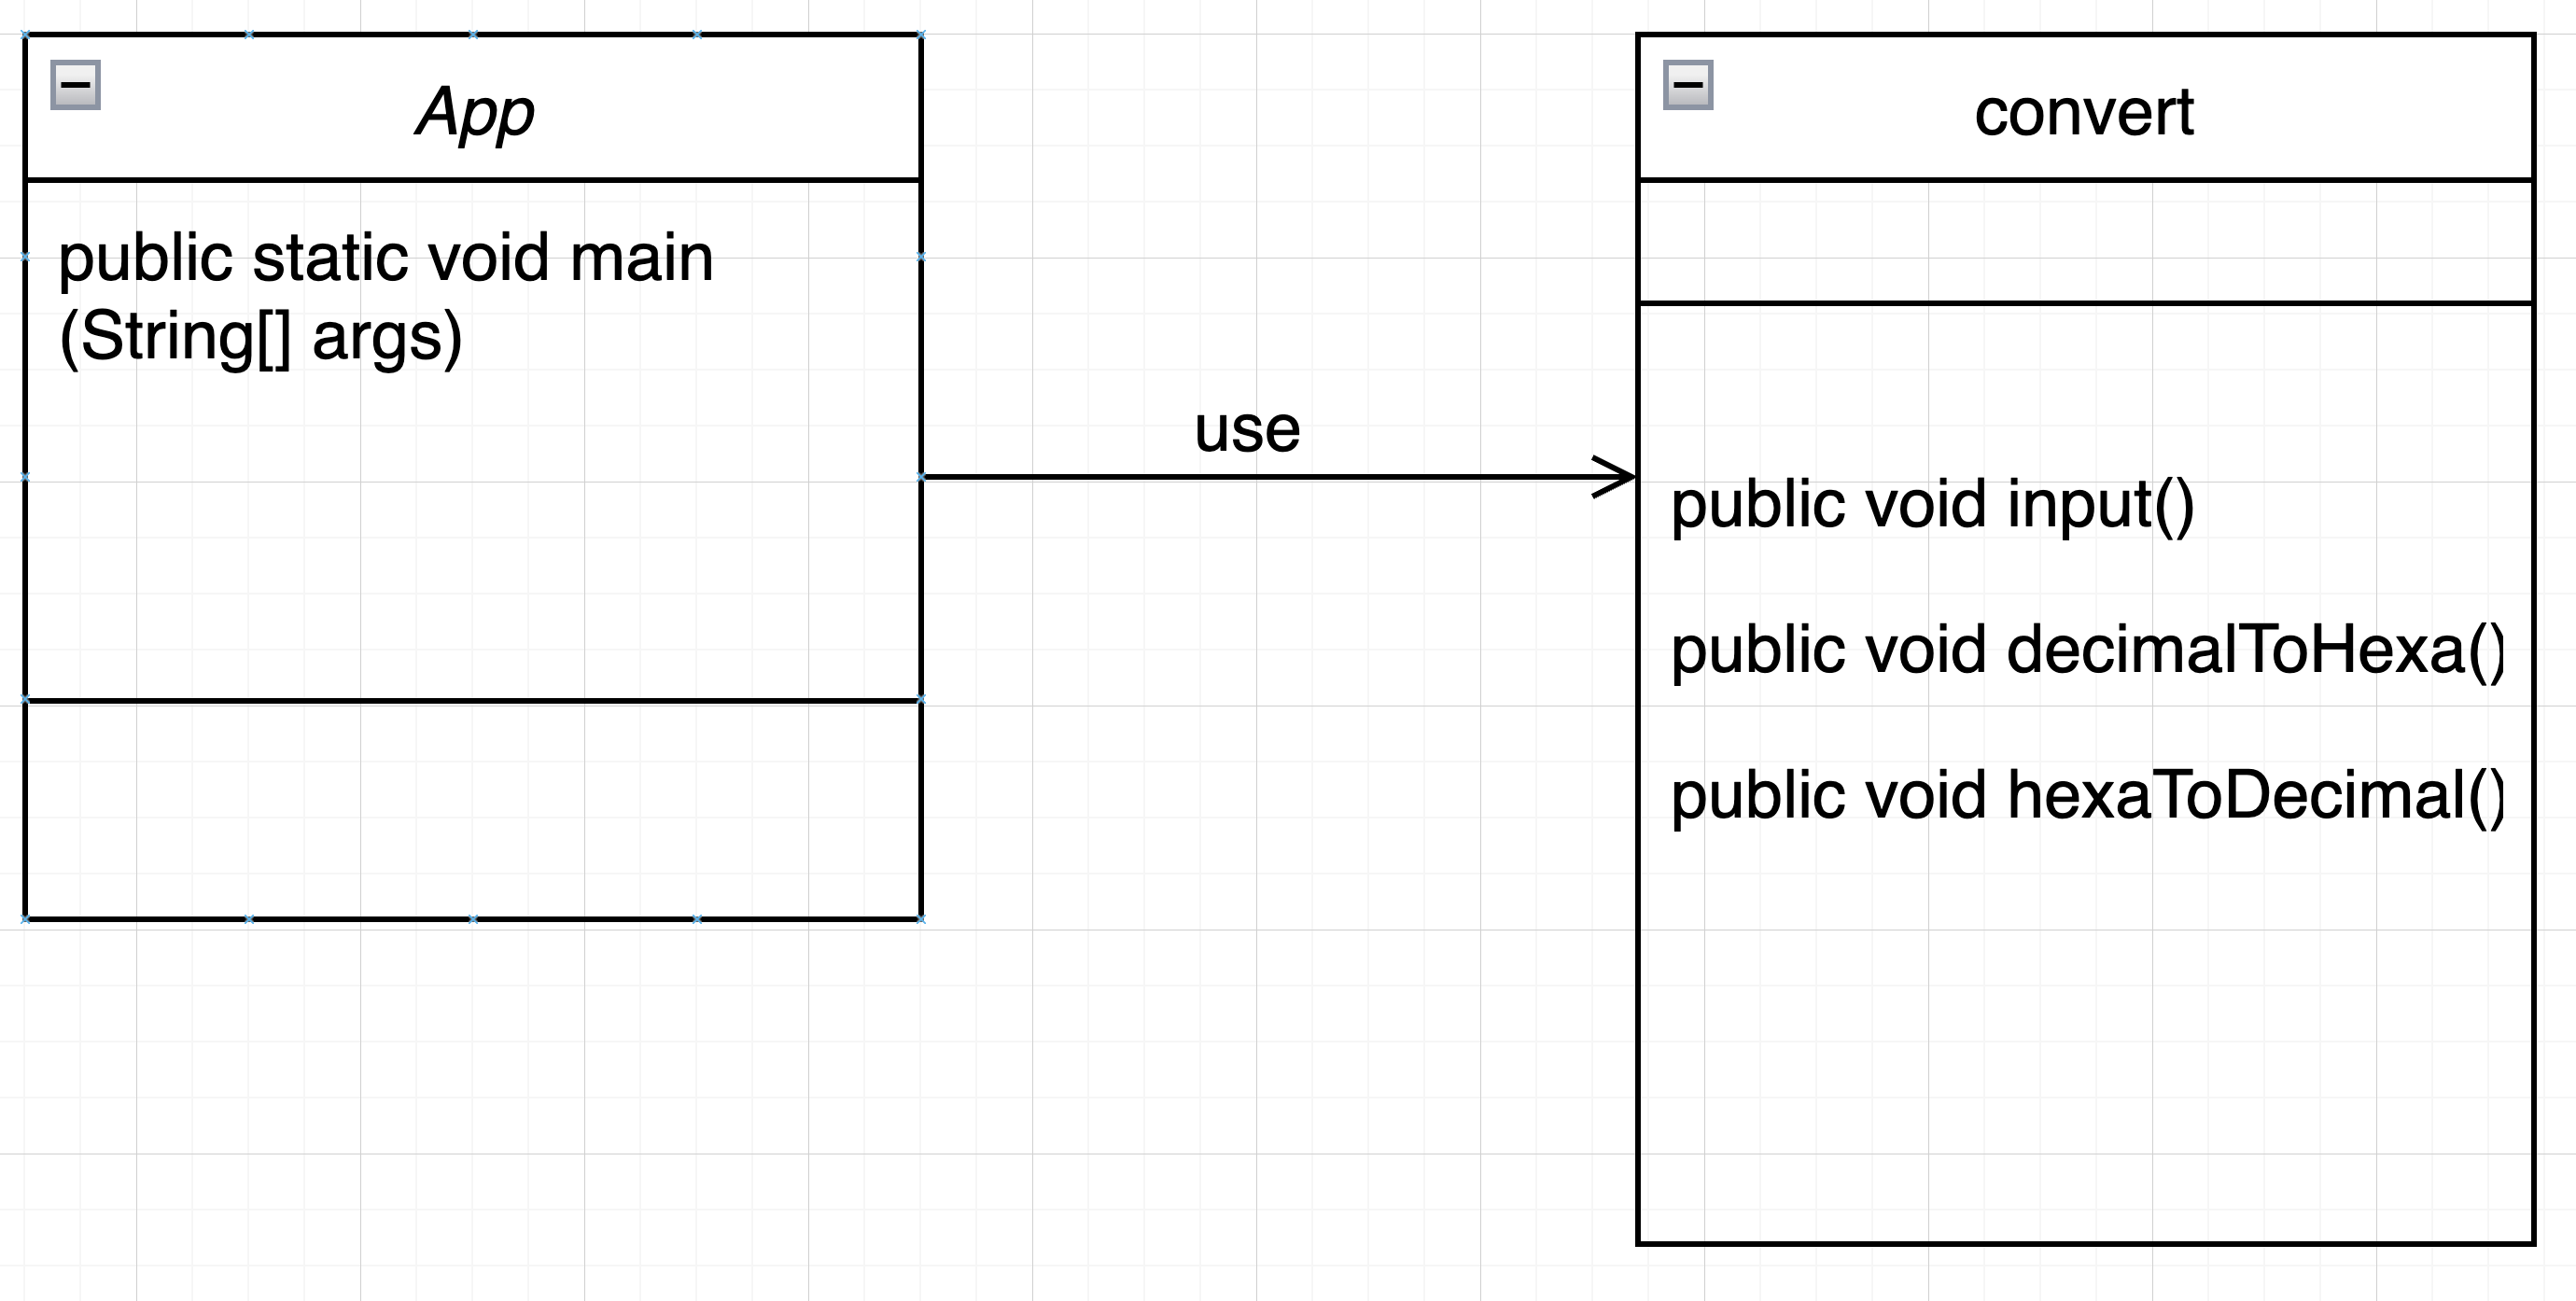 App
public static void main
(String[] args)
use
convert
public void input()
public void decimalToHexa()
public void hexaToDecimal()